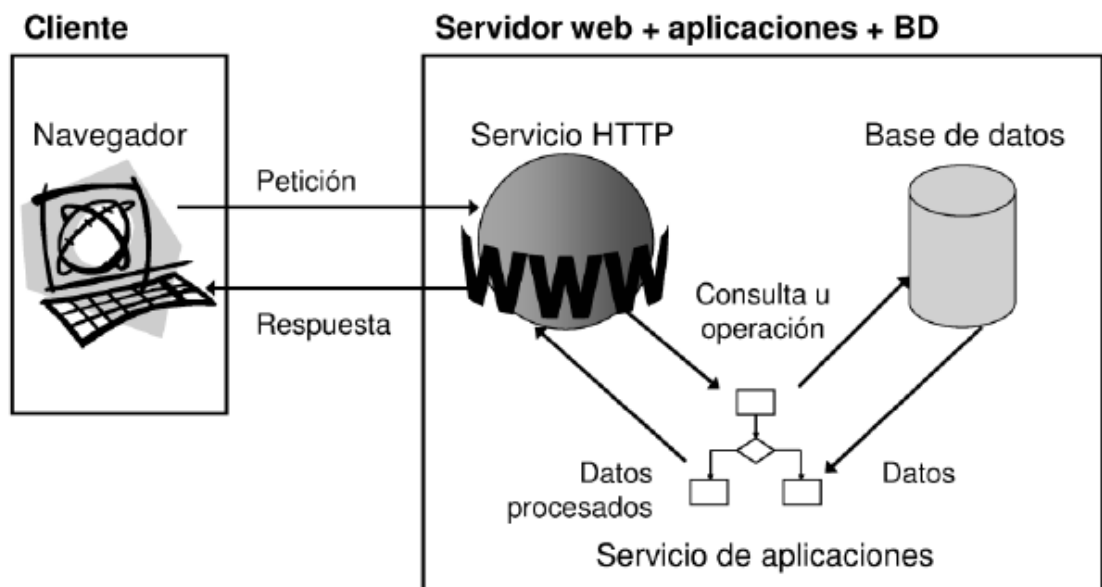 Cliente
Servidor web + aplicaciones + BD
Navegador
Servicio HTTP
Base de datos
Petición
WWW
Respuesta
Consulta u
operación
Datos
procesados
Datos
Servicio de aplicaciones